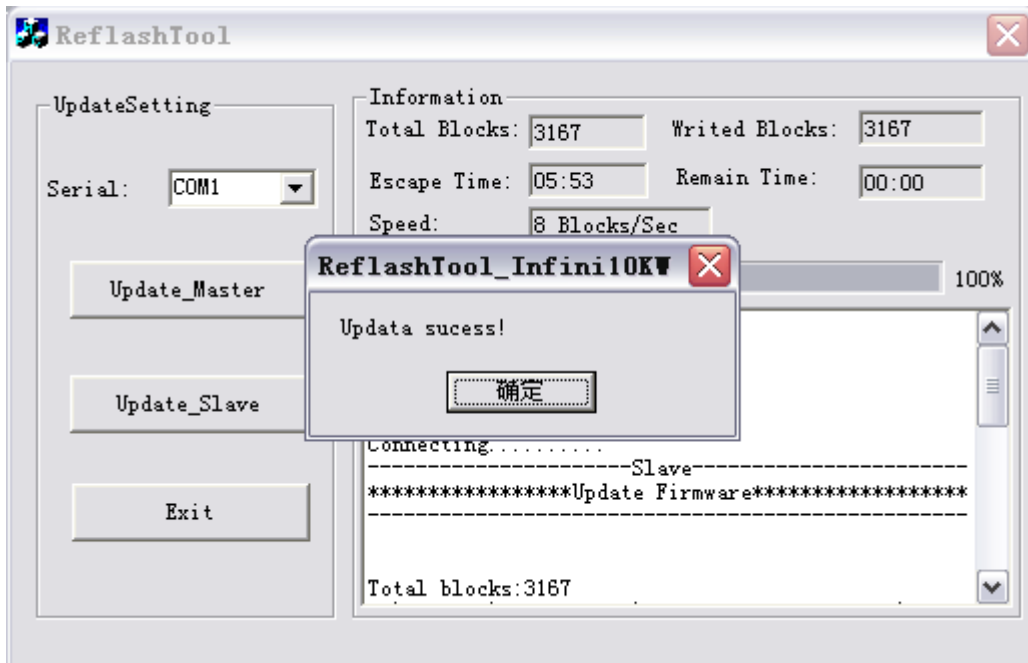 ReflashTool
UpdateSetting
Serial: COM1
Update_Master
Update_Slave
Exit
Information
Total Blocks: 3167 Writed Blocks: 3167
Escape Time: 05:53 Remain Time: 00:00
Speed: 8 Blocks/Sec
100%
ReflashTool_Infini10KW
Updata sucess!
确定
Connecting..........
----------------------Slave-----------------------
*****************Update Firmware******************
--------------------------------------------------
Total blocks:3167